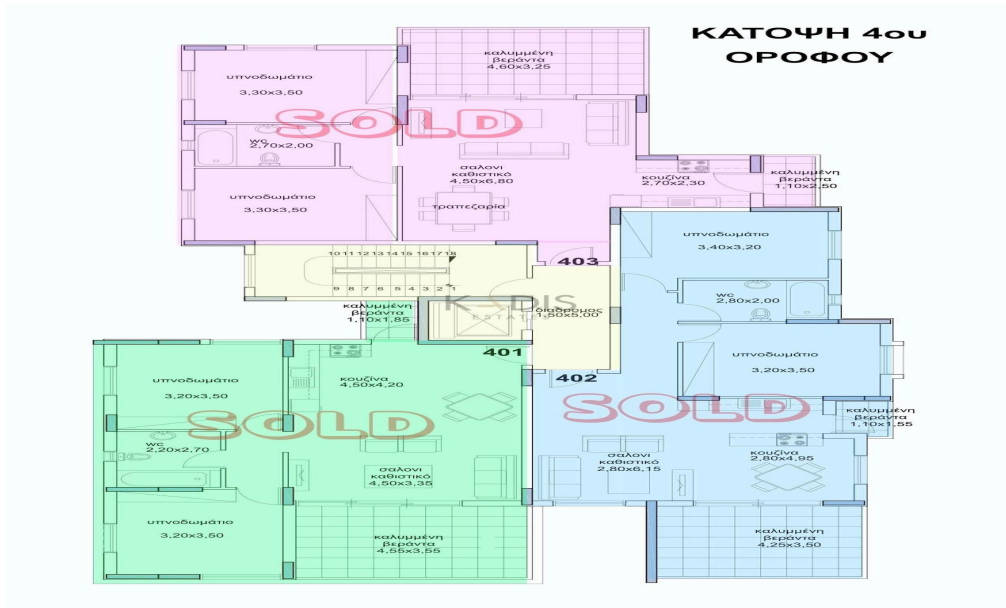 ΚΑΤΟΨΗ 4ου
ΟΡΟΦΟΥ
καλυμμένη
βεράντα
4,60x3,25
υπνοδωμάτιο
3,30x3,50
SOLD
wc
2,70x2,00
σαλονι
καθιστικό
4,50x6,80
τραπεζαρία
κουζίνα
2,70x2,30
καλυμμένη
βεράντα
1,10x2,50
υπνοδωμάτιο
3,30x3,50
403
υπνοδωμάτιο
3,40x3,20
10 11 12 13 14 15 16 17 18
9 8 7 6 5 4 3 2 1
wc
2,80x2,00
KADIS
ESTATES
διαδρομος
1,50x5,00
καλυμμένη
βεράντα
1,10x1,85
401
402
υπνοδωμάτιο
3,20x3,50
υπνοδωμάτιο
3,20x3,50
κουζίνα
4,50x4,20
SOLD
SOLD
καλυμμένη
βεράντα
1,10x1,55
wc
2,20x2,70
σαλονι
καθιστικό
4,50x3,35
σαλονι
καθιστικό
2,80x6,15
κουζίνα
2,80x4,95
υπνοδωμάτιο
3,20x3,50
καλυμμένη
βεράντα
4,55x3,55
καλυμμένη
βεράντα
4,25x3,50